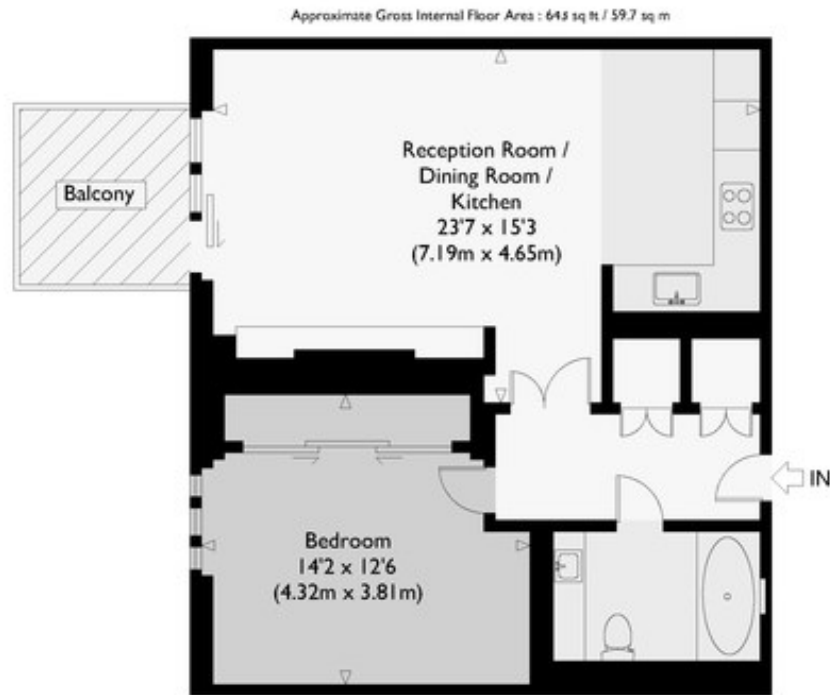 Approximate Gross Internal Floor Area : 643 sq ft / 59.7 sq m
Balcony
Reception Room /
Dining Room /
Kitchen
23'7 x 15'3
(7.19m x 4.65m)
IN
Bedroom
14'2 x 12'6
(4.32m x 3.81m)